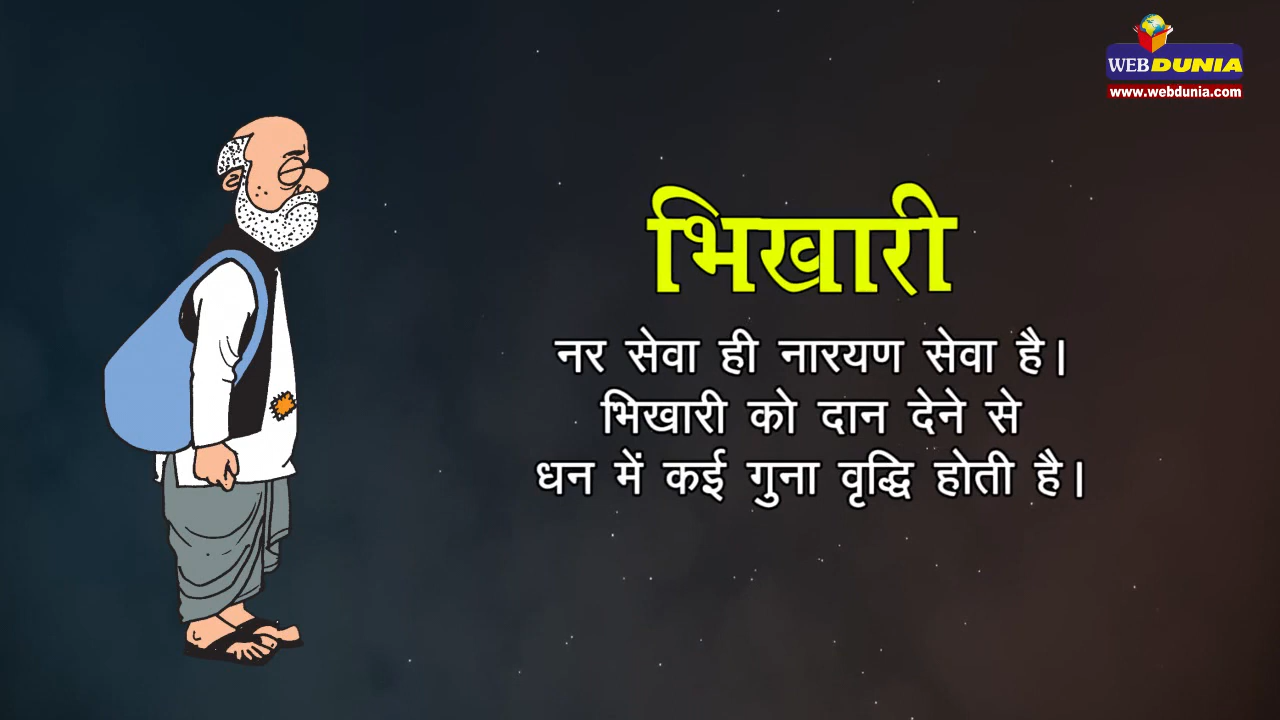 WEBDUNIA
www.webdunia.com
भिखारी
नर सेवा ही नारयण सेवा है।
भिखारी को दान देने से
धन में कई गुना वृद्धि होती है।